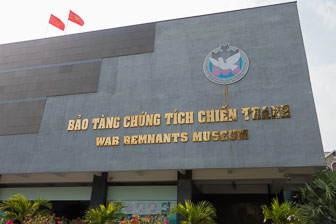 BẢO TÀNG CHỨNG TÍCH CHIẾN TRANH
WAR REMNANTS MUSEUM